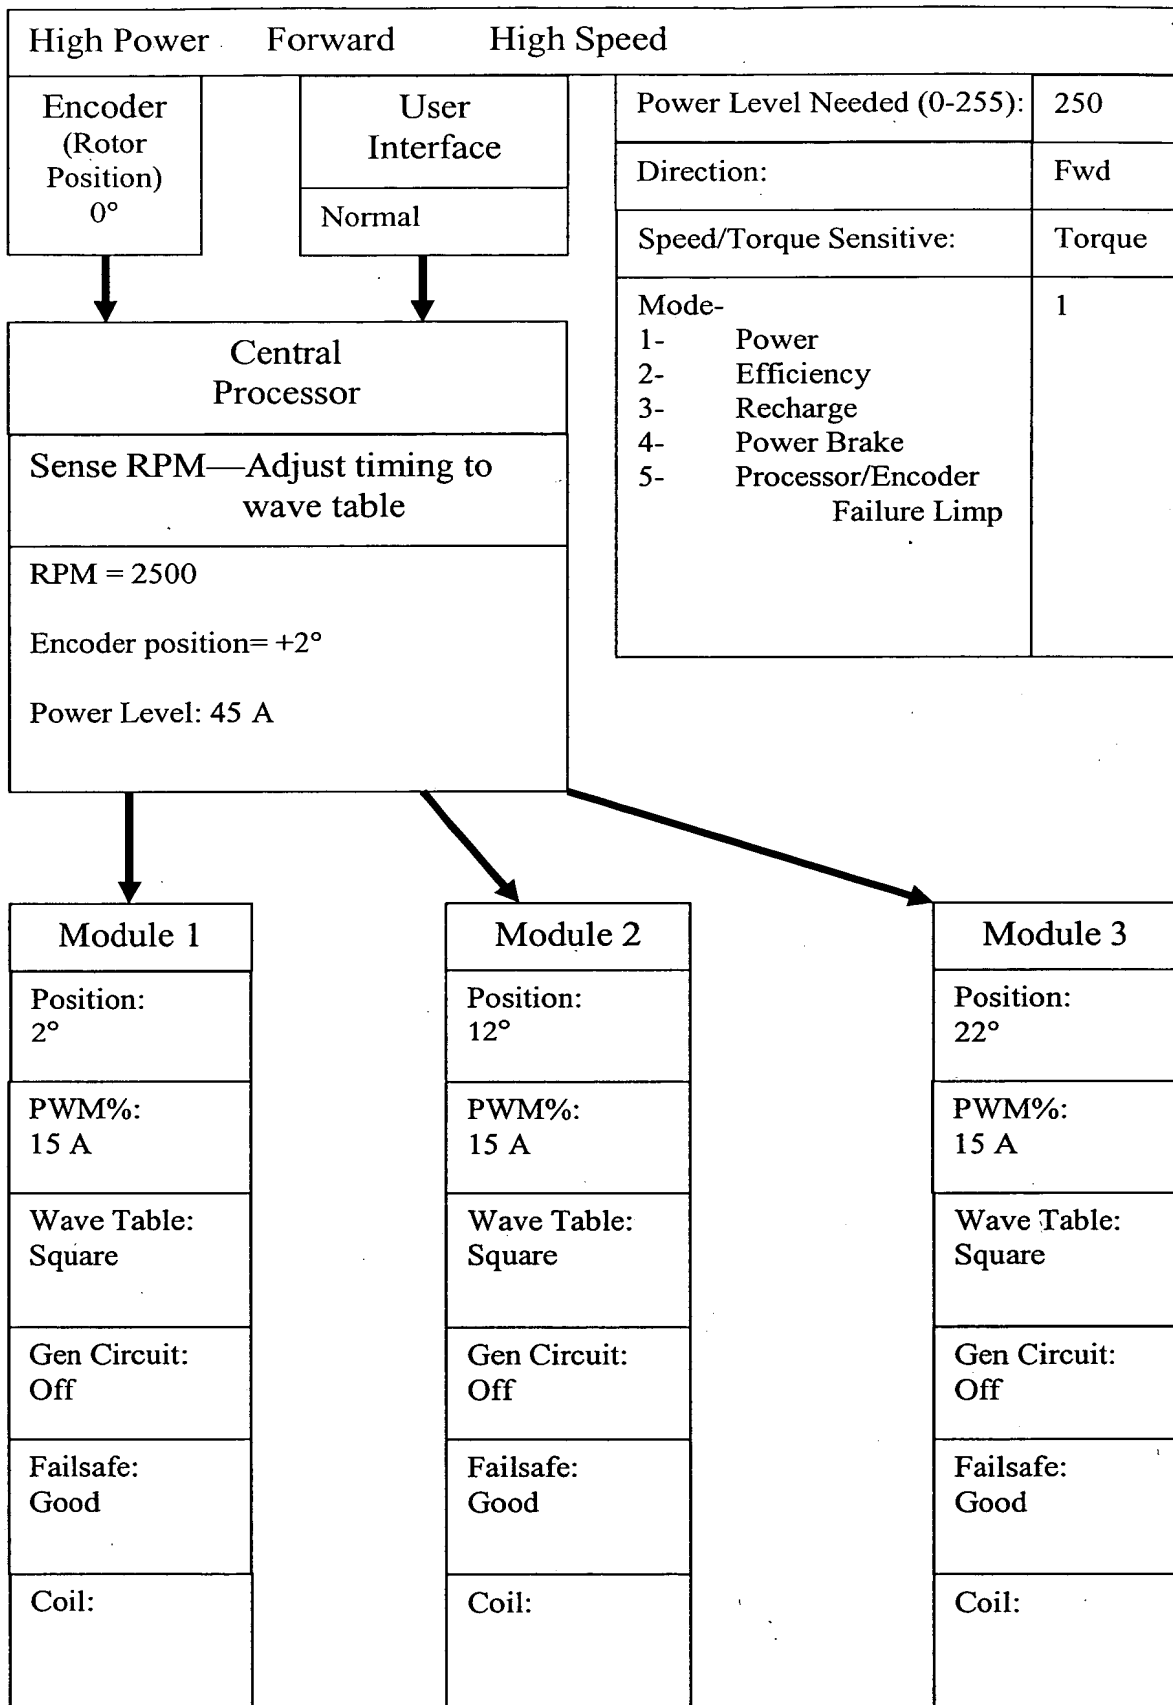 High Power Forward High Speed
Encoder
(Rotor
Position)
0°
User
Interface
Normal
Power Level Needed (0-255): 250
Direction: Fwd
Speed/Torque Sensitive: Torque
Mode- 1
1- Power
2- Efficiency
3- Recharge
4- Power Brake
5- Processor/Encoder
Failure Limp
Central
Processor
Sense RPM—Adjust timing to
wave table
RPM = 2500
Encoder position= +2°
Power Level: 45 A
Module 1
Position:
2°
PWM%:
15 A
Wave Table:
Square
Gen Circuit:
Off
Failsafe:
Good
Coil:
Module 2
Position:
12°
PWM%:
15 A
Wave Table:
Square
Gen Circuit:
Off
Failsafe:
Good
Coil:
Module 3
Position:
22°
PWM%:
15 A
Wave Table:
Square
Gen Circuit:
Off
Failsafe:
Good
Coil: